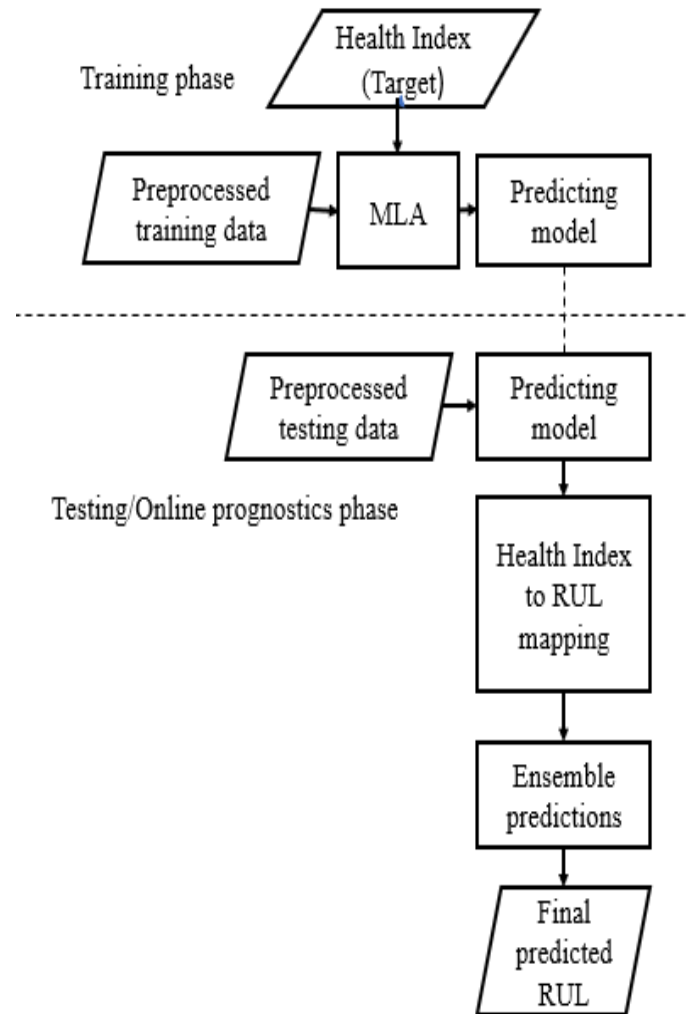 Health Index
(Target)
Training phase
Preprocessed
training data
MLA
Predicting
model
Preprocessed
testing data
Predicting
model
Testing/Online prognostics phase
Health Index
to RUL
mapping
Ensemble
predictions
Final
predicted
RUL